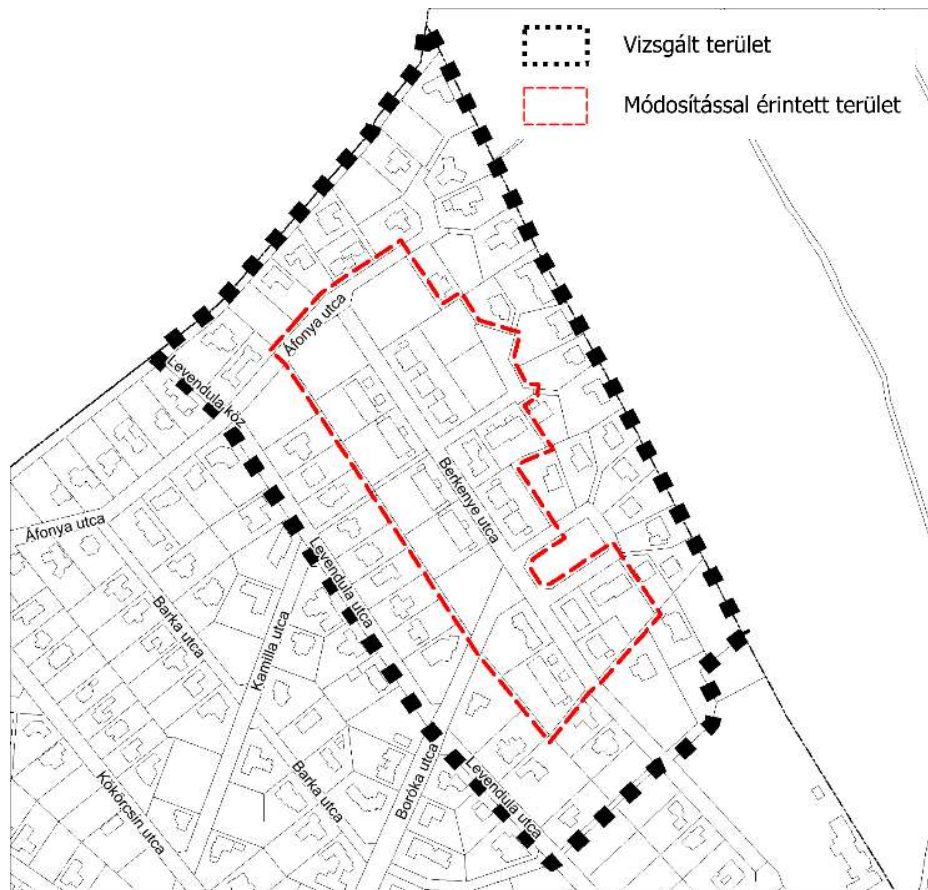 Vizsgált terület
Módosítással érintett terület
Áfonya utca
Levendula köz
Berkenye utca
Áfonya utca
Levendula utca
Barka utca
Kamilla utca
Boróka utca
Levendula utca
Barka utca
Kökörcsin utca